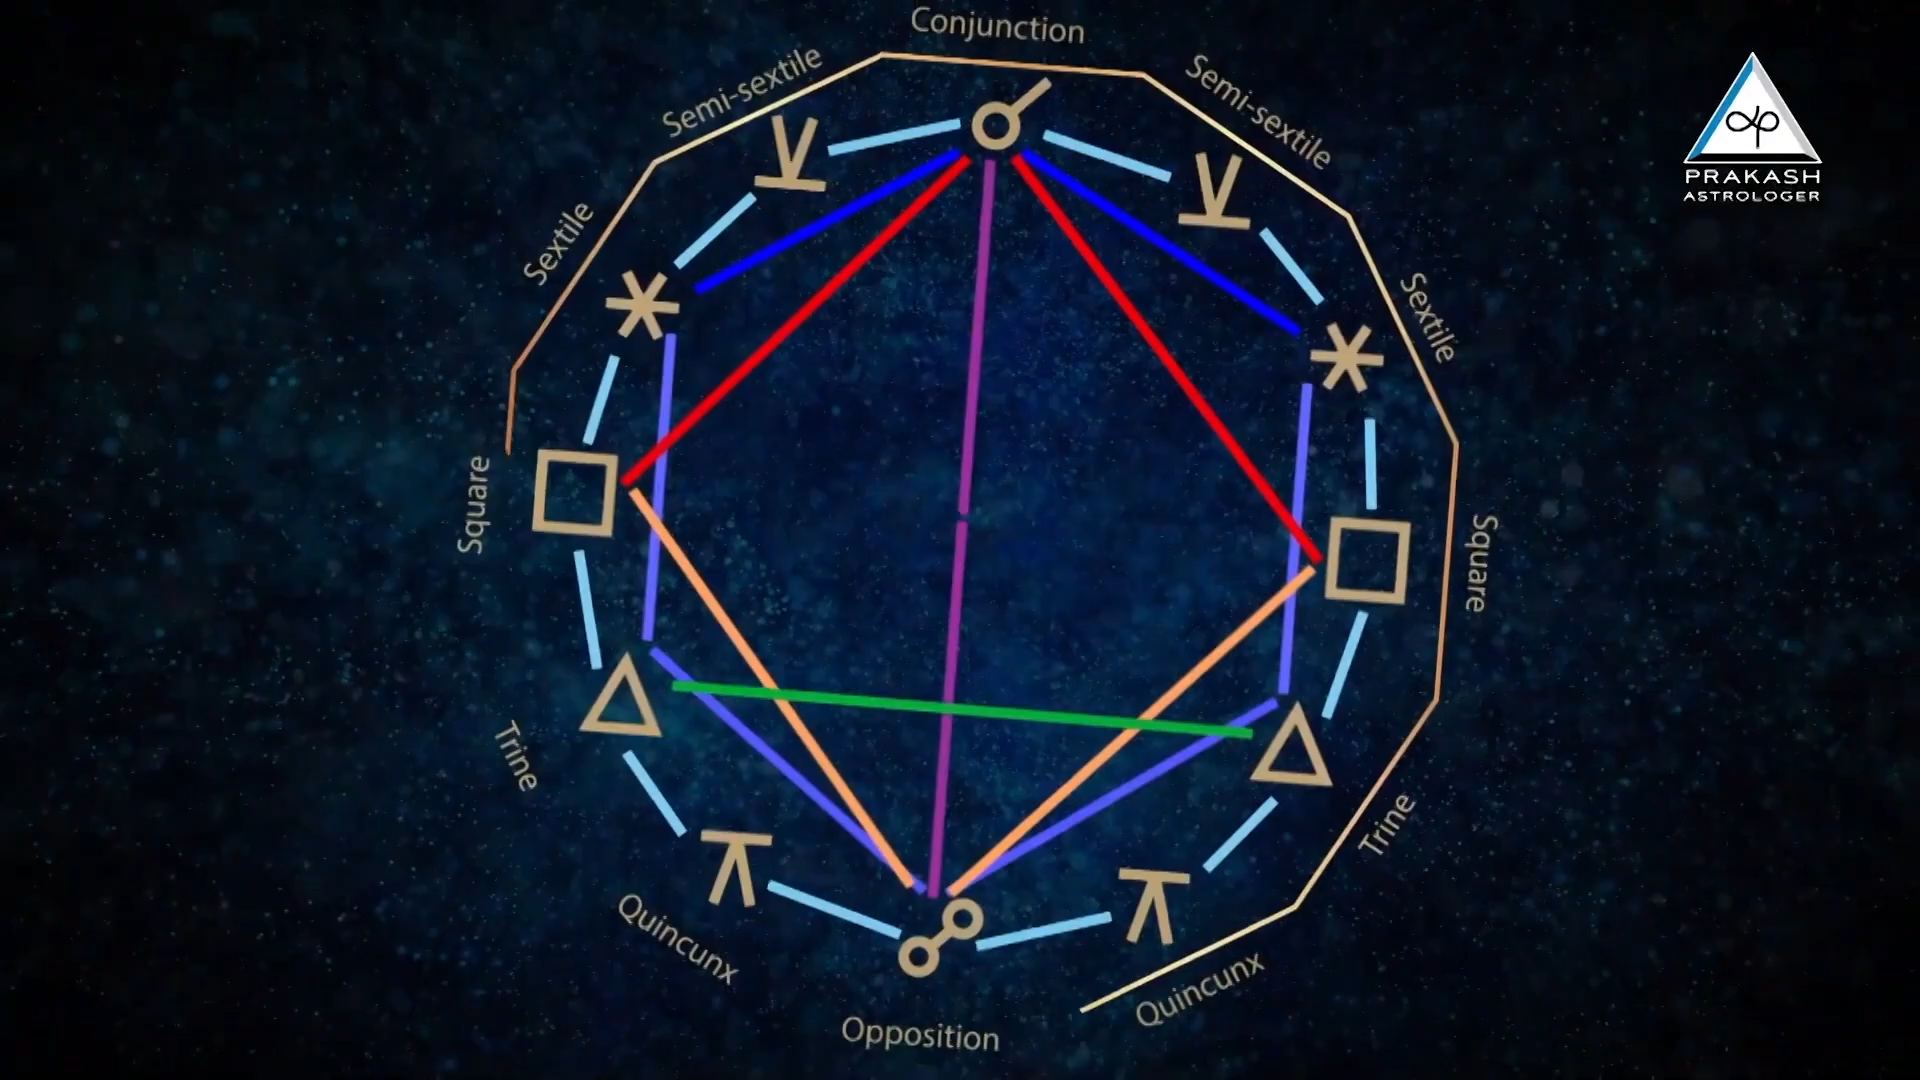 Conjunction
Semi-sextile
Semi-sextile
Sextile
Sextile
Square
Square
Trine
Trine
Quincunx
Quincunx
Opposition
PRAKASH
ASTROLOGER